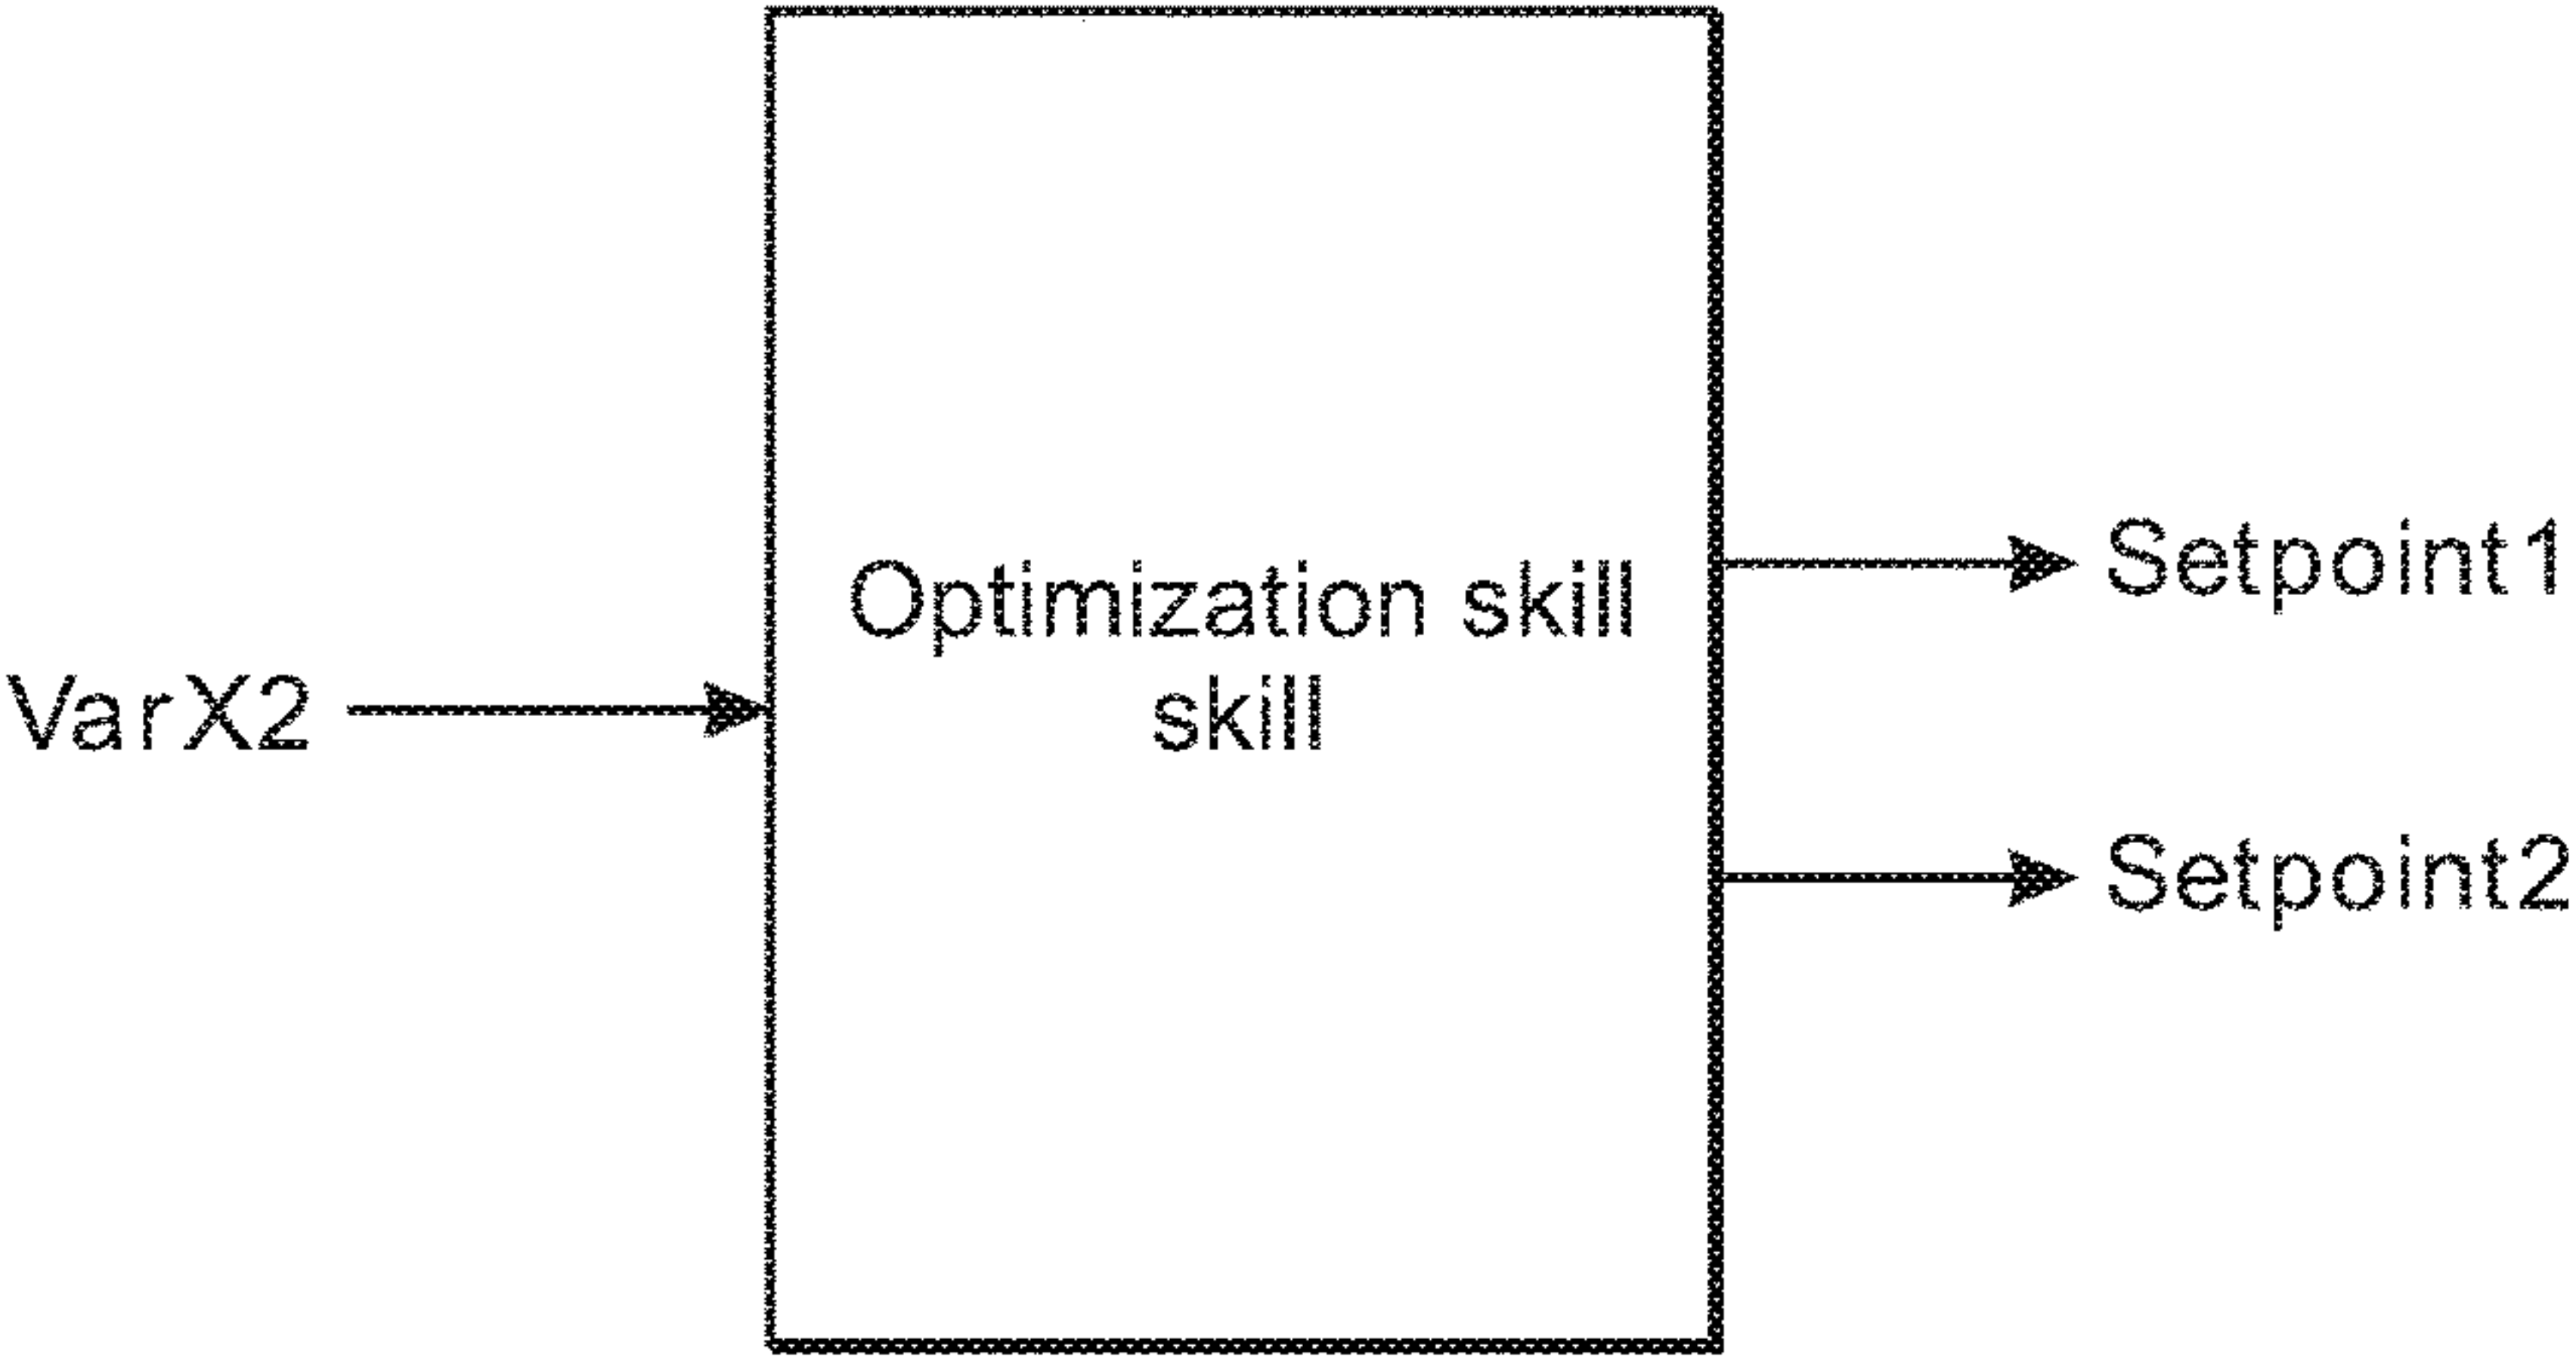 VarX2
Optimization skill
skill
Setpoint1
Setpoint2